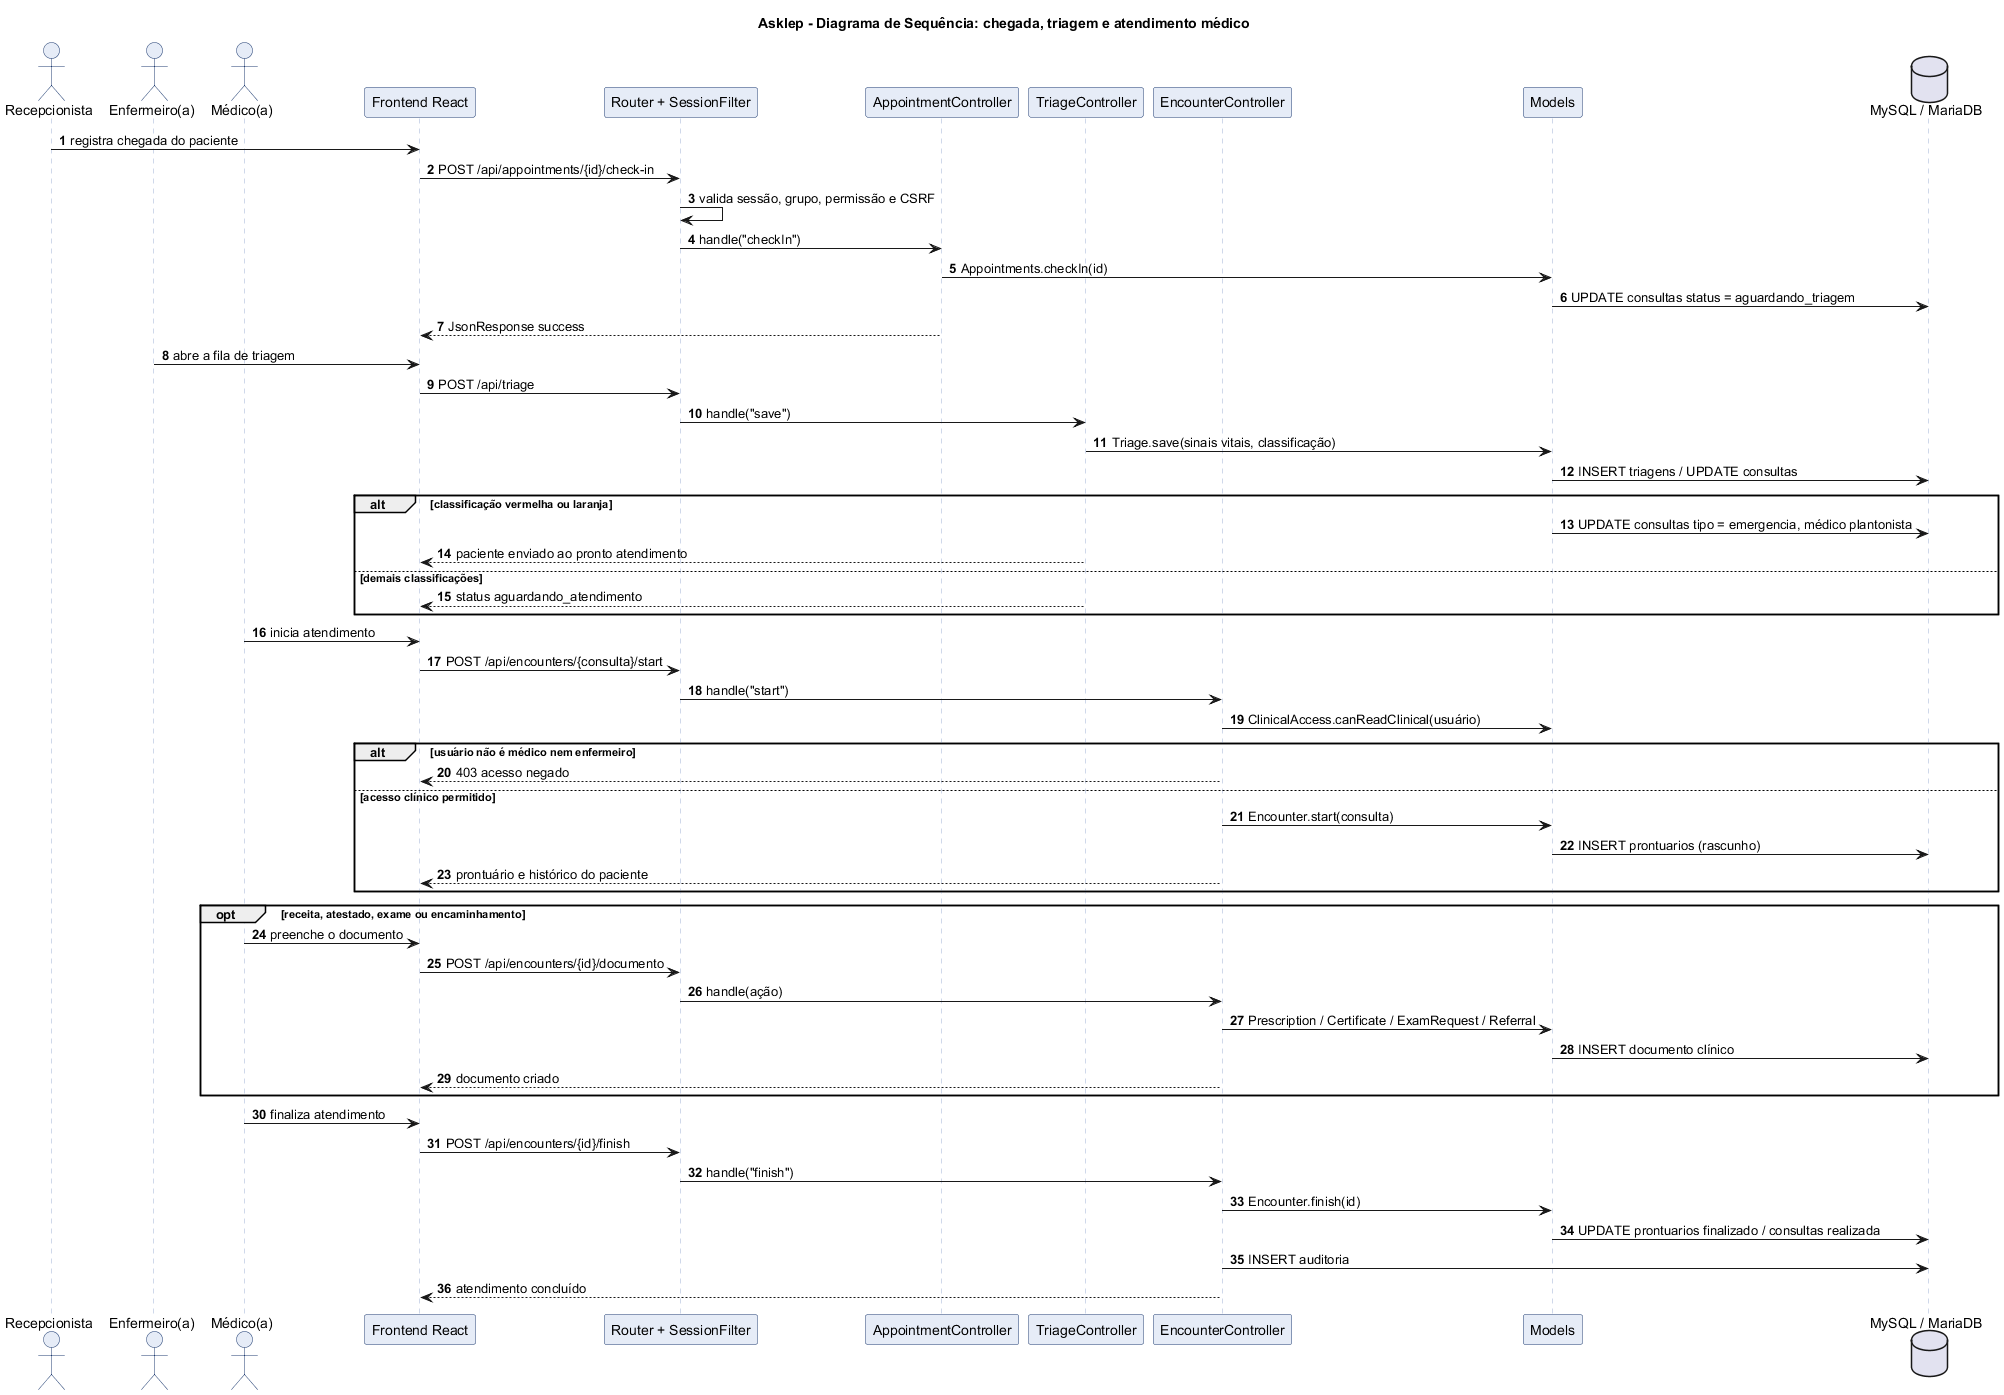 Asklep - Diagrama de Sequência: chegada, triagem e atendimento médico
Recepcionista
Enfermeiro(a)
Médico(a)
Frontend React
Router + SessionFilter
AppointmentController
TriageController
EncounterController
Models
MySQL / MariaDB
1 registra chegada do paciente
2 POST /api/appointments/{id}/check-in
3 valida sessão, grupo, permissão e CSRF
4 handle("checkIn")
5 Appointments.checkIn(id)
6 UPDATE consultas status = aguardando_triagem
7 JsonResponse success
8 abre a fila de triagem
9 POST /api/triage
10 handle("save")
11 Triage.save(sinais vitais, classificação)
12 INSERT triagens / UPDATE consultas
alt [classificação vermelha ou laranja]
13 UPDATE consultas tipo = emergencia, médico plantonista
14 paciente enviado ao pronto atendimento
[demais classificações]
15 status aguardando_atendimento
16 inicia atendimento
17 POST /api/encounters/{consulta}/start
18 handle("start")
19 ClinicalAccess.canReadClinical(usuário)
alt [usuário não é médico nem enfermeiro]
20 403 acesso negado
[acesso clínico permitido]
21 Encounter.start(consulta)
22 INSERT prontuarios (rascunho)
23 prontuário e histórico do paciente
opt [receita, atestado, exame ou encaminhamento]
24 preenche o documento
25 POST /api/encounters/{id}/documento
26 handle(ação)
27 Prescription / Certificate / ExamRequest / Referral
28 INSERT documento clínico
29 documento criado
30 finaliza atendimento
31 POST /api/encounters/{id}/finish
32 handle("finish")
33 Encounter.finish(id)
34 UPDATE prontuarios finalizado / consultas realizada
35 INSERT auditoria
36 atendimento concluído
Recepcionista
Enfermeiro(a)
Médico(a)
Frontend React
Router + SessionFilter
AppointmentController
TriageController
EncounterController
Models
MySQL / MariaDB